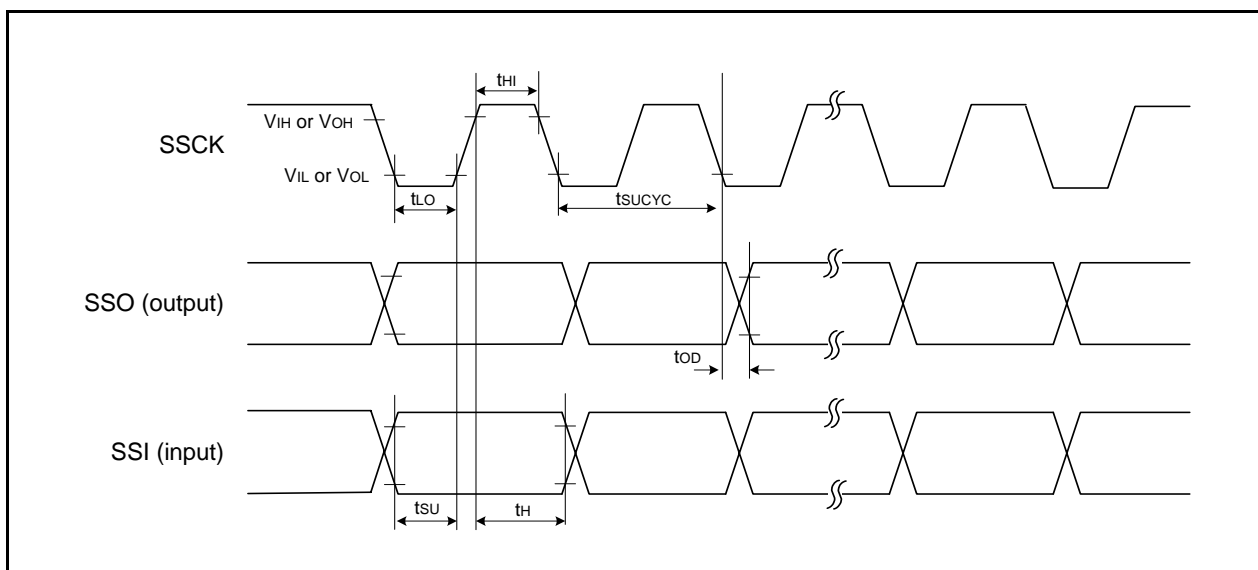 tHI
VIH or VOH
SSCK
VIL or VOL
tLO
tSUCYC
SSO (output)
tOD
SSI (input)
tSU
tH